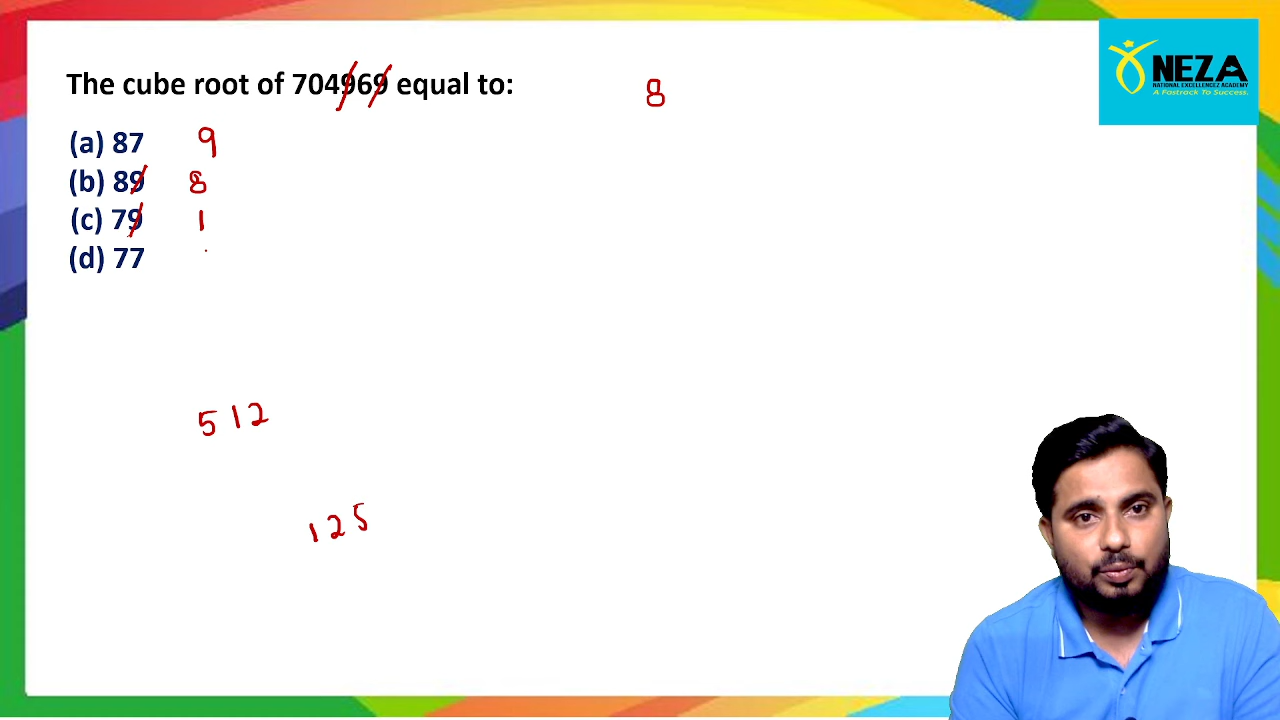 The cube root of 704969 equal to:
8
(a) 87 9
(b) 89 8
(c) 79 1
(d) 77
512
125
NEZA
NATIONAL EXCELLENCEZ ACADEMY
A Fastrack To Success.